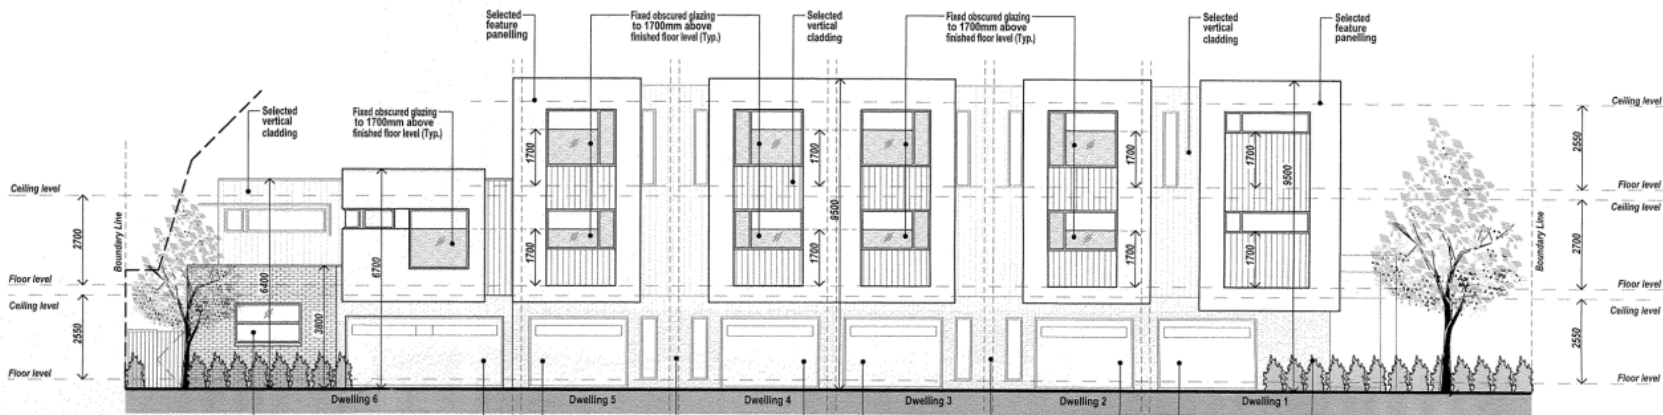 Selected
feature
panelling
Fixed obscured glazing
to 1700mm above
finished floor level (Typ.)
Selected
vertical
cladding
Fixed obscured glazing
to 1700mm above
finished floor level (Typ.)
Selected
vertical
cladding
Selected
feature
panelling
Selected
vertical
cladding
Fixed obscured glazing
to 1700mm above
finished floor level (Typ.)
Ceiling level
2700
Floor level
Ceiling level
2550
Floor level
Boundary Line
6400
3800
6700
1700
1700
1700
1700
9500
1700
1700
1700
1700
9500
Boundary Line
Ceiling level
2550
Floor level
Ceiling level
2700
Floor level
Ceiling level
2550
Floor level
Dwelling 6
Dwelling 5
Dwelling 4
Dwelling 3
Dwelling 2
Dwelling 1